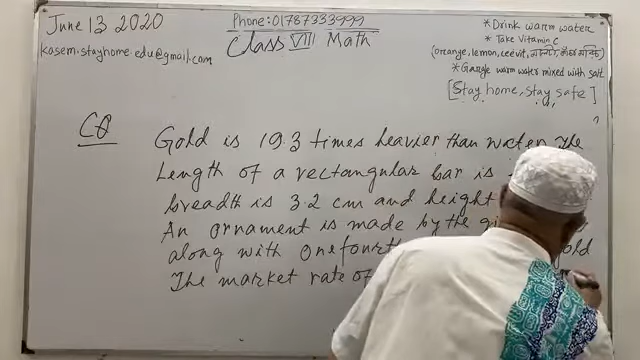 June 13 2020
kasem.stayhome.edu@gmail.com
Phone: 01787333999
Class VIII Math
* Drink warm water
* Take Vitamin C
(orange, lemon, ceevit,
* Gargle warm water mixed with salt
[Stay home, stay safe]
CQ
Gold is 19.3 times heavier than water. The
Length of a rectangular bar is
breadth is 3.2 cm and height
An ornament is made by the
along with one fourth
The market rate of